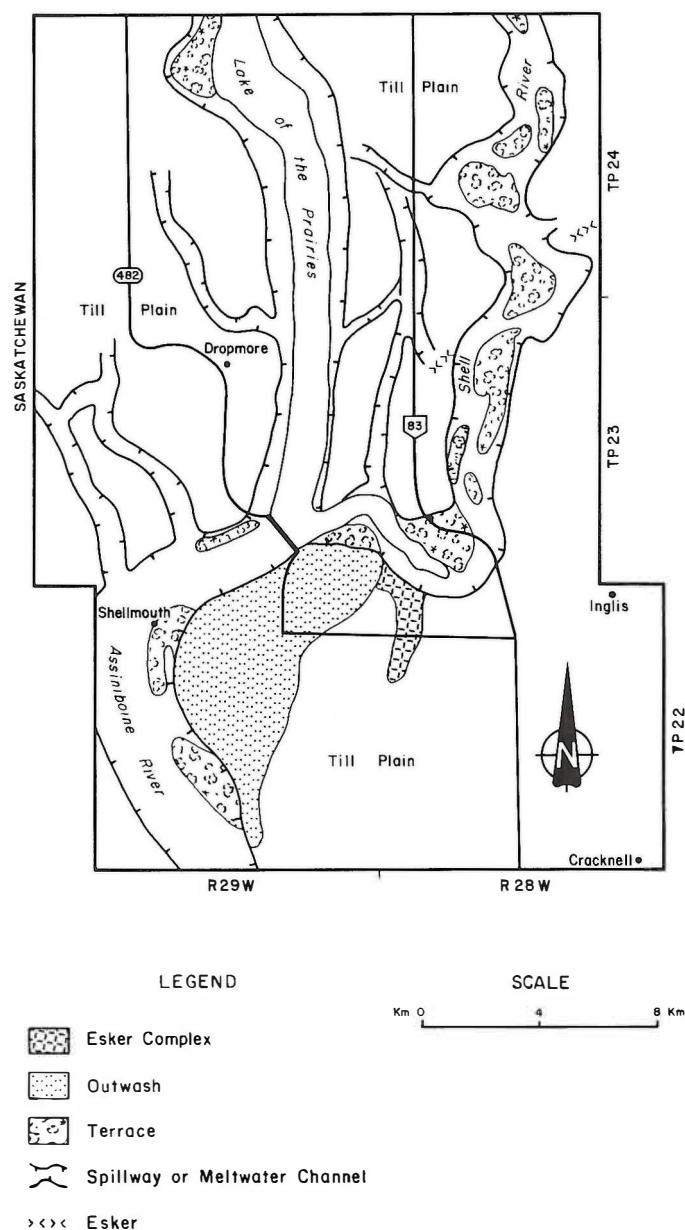 Till Plain
River
Lake of the Prairies
TP 24
482
SASKATCHEWAN
Till Plain
Dropmore
Shell
83
TP 23
Shellmouth
Inglis
Assiniboine River
TP 22
Till Plain
N
Cracknell
R 29 W
R 28 W
LEGEND
SCALE
Km 0 4 8 Km
Esker Complex
Outwash
Terrace
Spillway or Meltwater Channel
Esker